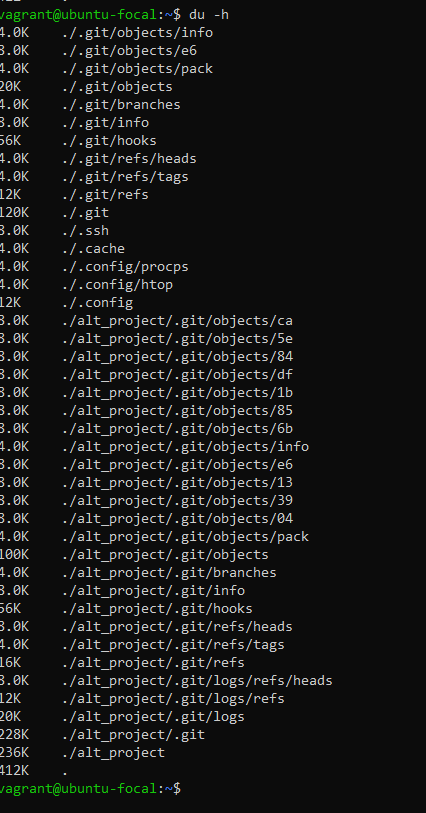 vagrant@ubuntu-focal:~$ du -h
4.0K ./.git/objects/info
8.0K ./.git/objects/e6
4.0K ./.git/objects/pack
20K ./.git/objects
4.0K ./.git/branches
8.0K ./.git/info
56K ./.git/hooks
4.0K ./.git/refs/heads
4.0K ./.git/refs/tags
12K ./.git/refs
120K ./.git
8.0K ./.ssh
4.0K ./.cache
4.0K ./.config/procps
4.0K ./.config/htop
12K ./.config
8.0K ./alt_project/.git/objects/ca
8.0K ./alt_project/.git/objects/5e
8.0K ./alt_project/.git/objects/84
8.0K ./alt_project/.git/objects/df
8.0K ./alt_project/.git/objects/1b
8.0K ./alt_project/.git/objects/85
8.0K ./alt_project/.git/objects/6b
4.0K ./alt_project/.git/objects/info
8.0K ./alt_project/.git/objects/e6
8.0K ./alt_project/.git/objects/13
8.0K ./alt_project/.git/objects/39
8.0K ./alt_project/.git/objects/04
4.0K ./alt_project/.git/objects/pack
100K ./alt_project/.git/objects
4.0K ./alt_project/.git/branches
8.0K ./alt_project/.git/info
56K ./alt_project/.git/hooks
8.0K ./alt_project/.git/refs/heads
4.0K ./alt_project/.git/refs/tags
16K ./alt_project/.git/refs
8.0K ./alt_project/.git/logs/refs/heads
12K ./alt_project/.git/logs/refs
20K ./alt_project/.git/logs
228K ./alt_project/.git
236K ./alt_project
412K .
vagrant@ubuntu-focal:~$